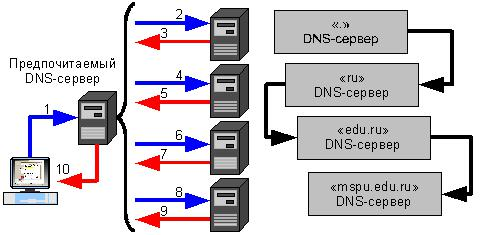 Предпочитаемый
DNS-сервер
1
10
2
3
4
5
6
7
8
9
«.»
DNS-сервер
«ru»
DNS-сервер
«edu.ru»
DNS-сервер
«mspu.edu.ru»
DNS-сервер